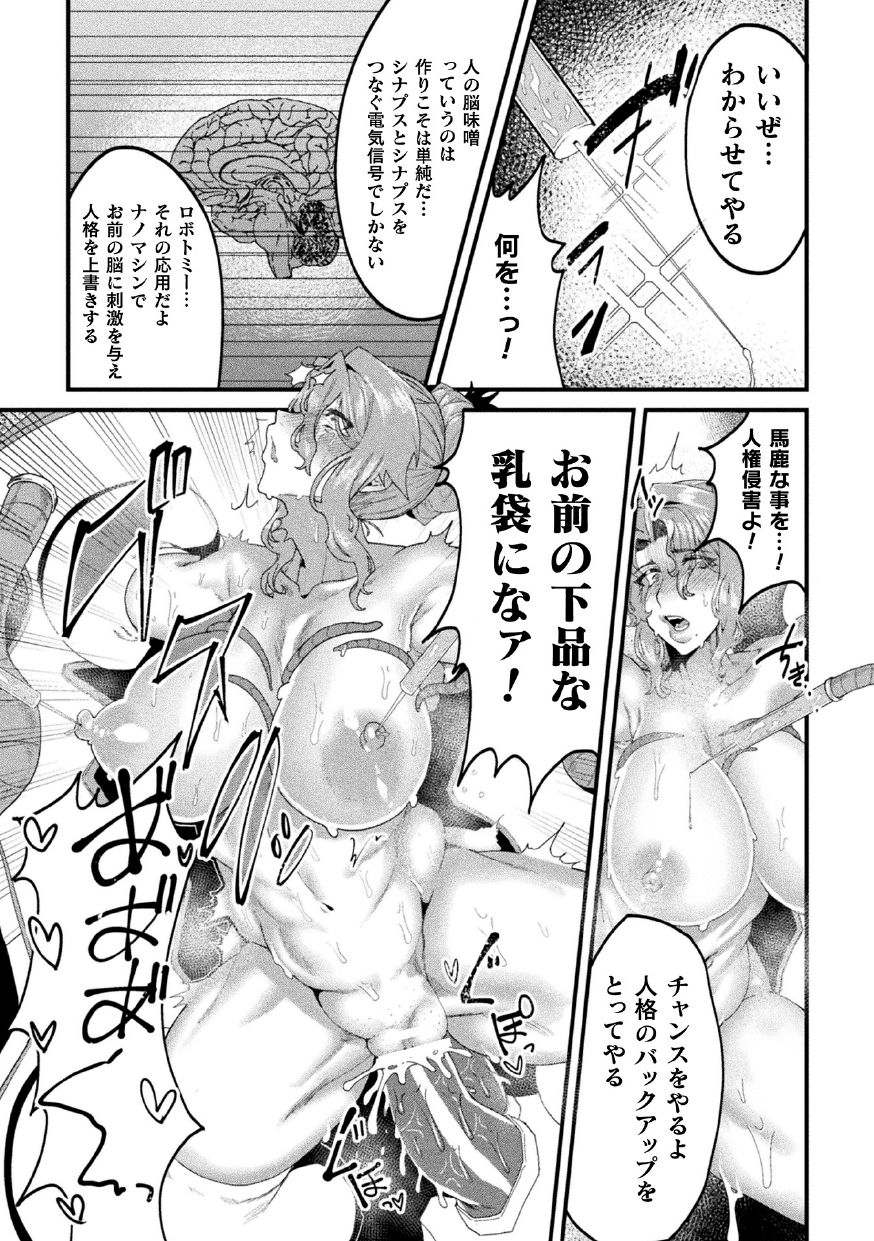 いいぜ…
わからせてやる
何を…っ！
人の脳味噌
っていうのは
作りこそは単純だ…
シナプスとシナプスを
つなぐ電気信号でしかない
ロボトミー…
それの応用だよ
ナノマシンで
お前の脳に刺激を与え
人格を上書きする
馬鹿な事を…！
人権侵害よ！
チャンスをやるよ
人格のバックアップを
とってやる
お前の下品な
乳袋になァ！
あ゛あ゛あ゛